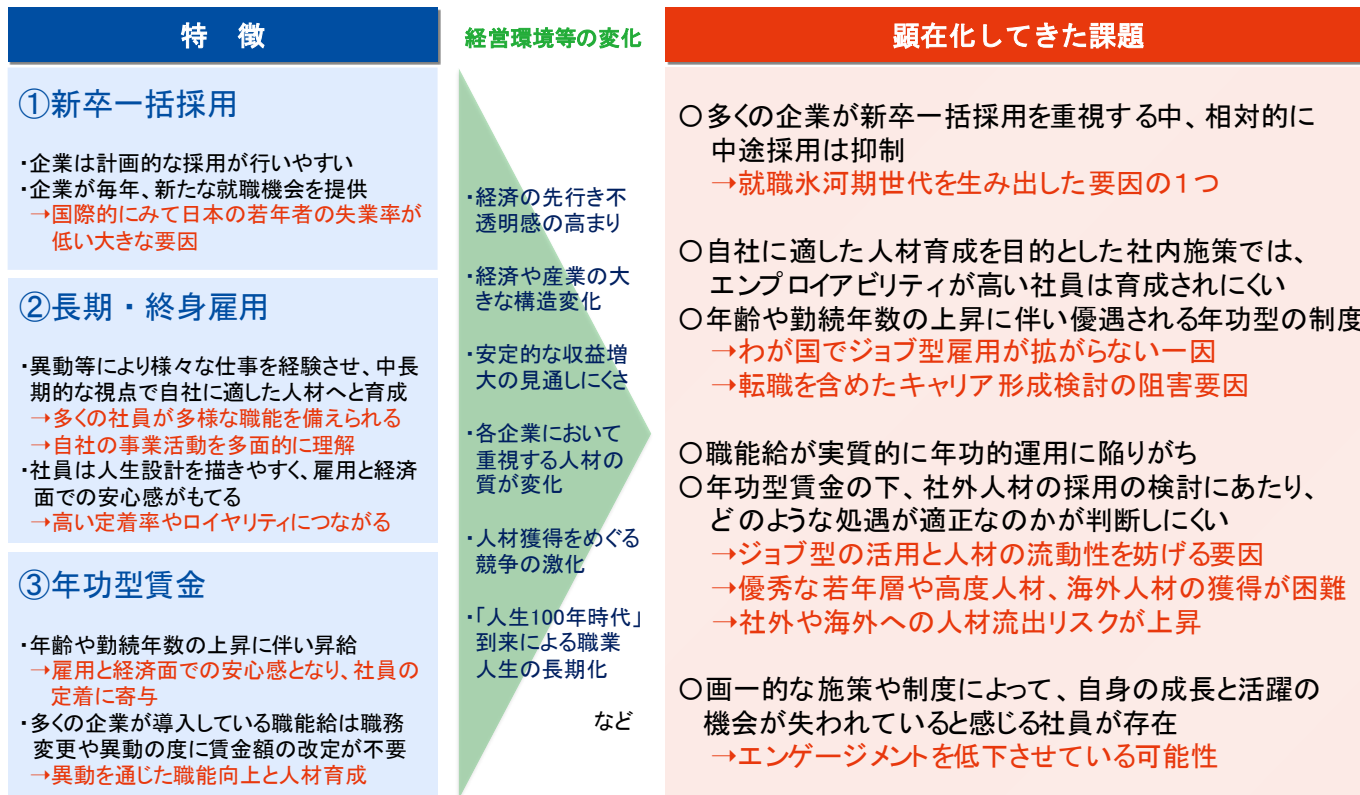 特　徴
①新卒一括採用
・企業は計画的な採用が行いやすい
・企業が毎年、新たな就職機会を提供
→国際的にみて日本の若年者の失業率が
低い大きな要因
②長期・終身雇用
・異動等により様々な仕事を経験させ、中長
期的な視点で自社に適した人材へと育成
→多くの社員が多様な職能を備えられる
→自社の事業活動を多面的に理解
・社員は人生設計を描きやすく、雇用と経済
面での安心感がもてる
→高い定着率やロイヤリティにつながる
③年功型賃金
・年齢や勤続年数の上昇に伴い昇給
→雇用と経済面での安心感となり、社員の
定着に寄与
・多くの企業が導入している職能給は職務
変更や異動の度に賃金額の改定が不要
→異動を通じた職能向上と人材育成
経営環境等の変化
・経済の先行き不
透明感の高まり
・経済や産業の大
きな構造変化
・安定的な収益増
大の見通しにくさ
・各企業において
重視する人材の
質が変化
・人材獲得をめぐる
競争の激化
・「人生100年時代」
到来による職業
人生の長期化
など
顕在化してきた課題
○多くの企業が新卒一括採用を重視する中、相対的に
中途採用は抑制
→就職氷河期世代を生み出した要因の１つ
○自社に適した人材育成を目的とした社内施策では、
エンプロイアビリティが高い社員は育成されにくい
○年齢や勤続年数の上昇に伴い優遇される年功型の制度
→わが国でジョブ型雇用が拡がらない一因
→転職を含めたキャリア形成検討の阻害要因
○職能給が実質的に年功的運用に陥りがち
○年功型賃金の下、社外人材の採用の検討にあたり、
どのような処遇が適正なのかが判断しにくい
→ジョブ型の活用と人材の流動性を妨げる要因
→優秀な若年層や高度人材、海外人材の獲得が困難
→社外や海外への人材流出リスクが上昇
○画一的な施策や制度によって、自身の成長と活躍の
機会が失われていると感じる社員が存在
→エンゲージメントを低下させている可能性